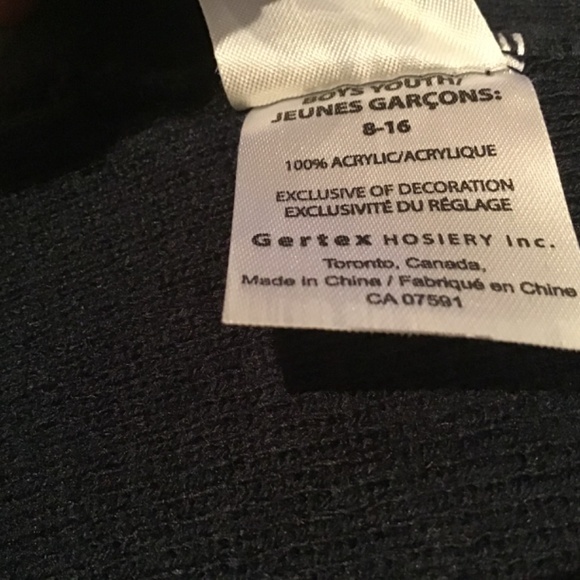 BOYS YOUTH/
JEUNES GARÇONS:
8-16
100% ACRYLIC/ACRYLIQUE
EXCLUSIVE OF DECORATION
EXCLUSIVITÉ DU RÉGLAGE
Gertex HOSIERY Inc.
Toronto, Canada,
Made in China / Fabriqué en Chine
CA 07591